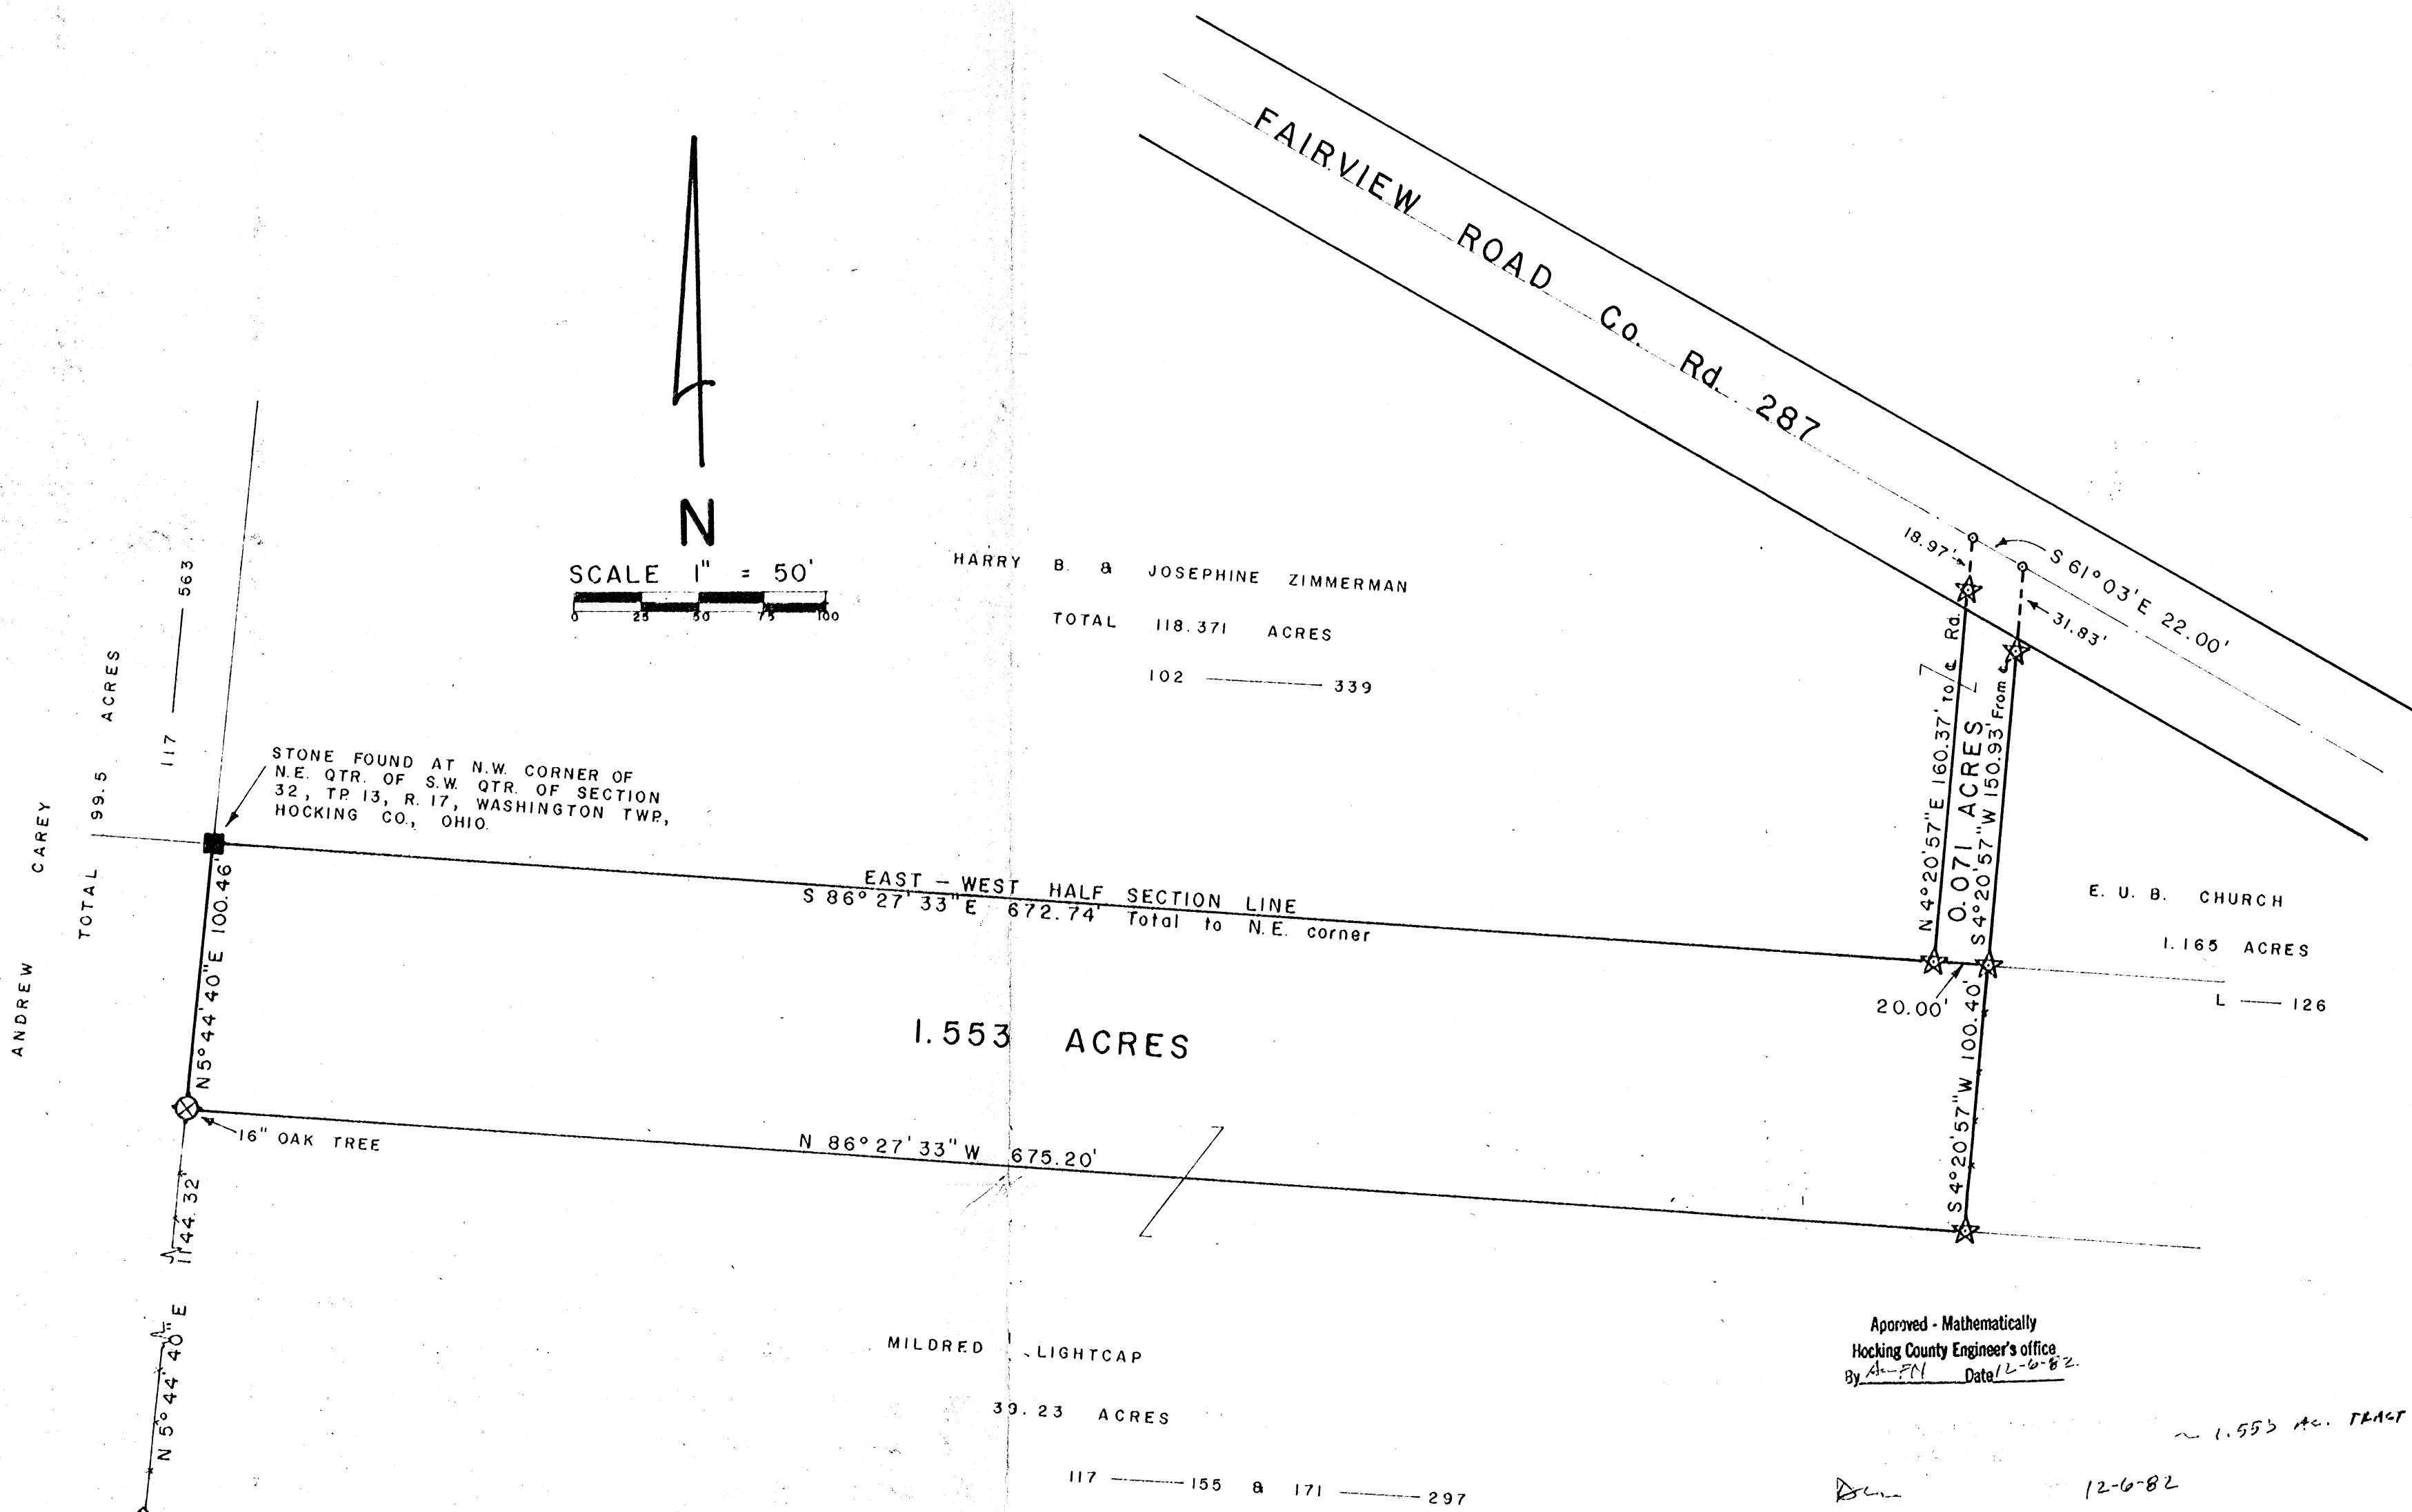 FAIRVIEW ROAD Co. Rd. 287
N
SCALE 1" = 50'
0 25 50 75 100
HARRY B. & JOSEPHINE ZIMMERMAN
TOTAL 118.371 ACRES
102 — 339
18.97'
S 61° 03' E 22.00'
31.83'
ANDREW CAREY
TOTAL 99.5 ACRES
117 — 563
STONE FOUND AT N.W. CORNER OF
N.E. QTR. OF S.W. QTR. OF SECTION
32, TP. 13, R. 17, WASHINGTON TWP.,
HOCKING CO., OHIO.
N 4° 20' 57" E 160.37' to ℄ Rd.
0.071 ACRES
S 4° 20' 57" W 150.93' From ℄
EAST - WEST HALF SECTION LINE
S 86° 27' 33" E 672.74' Total to N.E. corner
E. U. B. CHURCH
1.165 ACRES
L — 126
20.00'
N 5° 44' 40" E 100.46'
1.553 ACRES
S 4° 20' 57" W 100.40'
16" OAK TREE
N 86° 27' 33" W 675.20'
N 5° 44' 40" E 1144.32'
MILDRED LIGHTCAP
39.23 ACRES
117 — 155 & 171 — 297
Approved - Mathematically
Hocking County Engineer's office
By Date 12-6-82.
1.553 Ac. TRACT
12-6-82